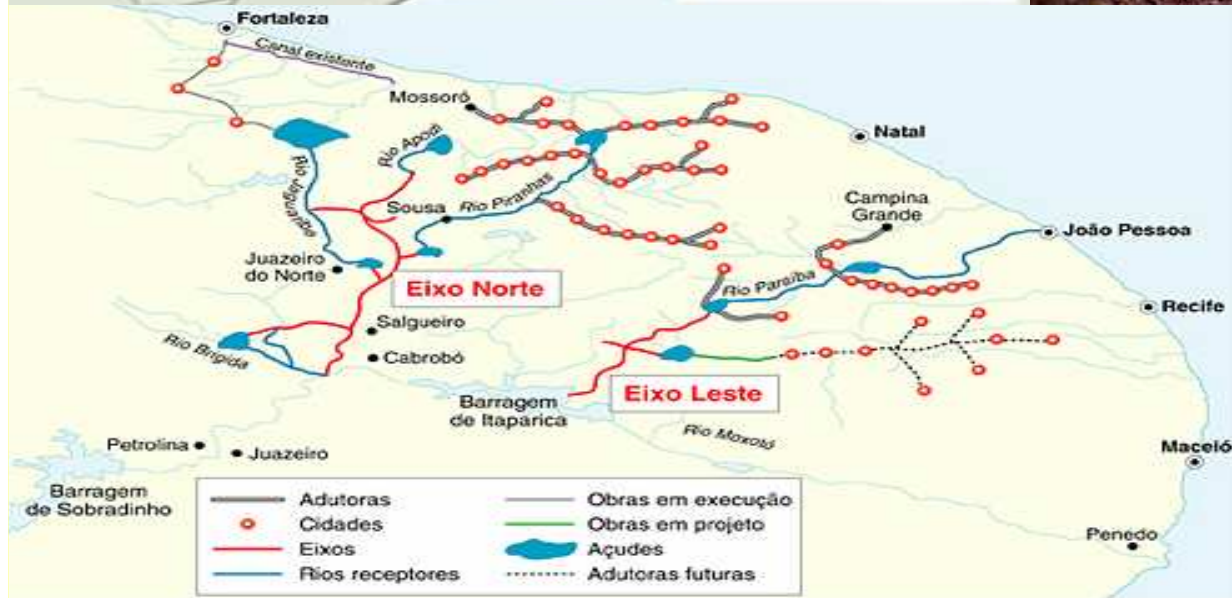 Fortaleza
Canal existente
Mossoró
Rio Apodi
Natal
Rio Jaguaribe
Rio Piranhas
Sousa
Campina
Grande
João Pessoa
Juazeiro
do Norte
Eixo Norte
Rio Paraíba
Recife
Salgueiro
Rio Brigida
Cabrobó
Eixo Leste
Barragem
de Itaparica
Rio Moxotó
Petrolina
Juazeiro
Maceió
Barragem
de Sobradinho
Penedo
Adutoras
Cidades
Eixos
Rios receptores
Obras em execução
Obras em projeto
Açudes
Adutoras futuras